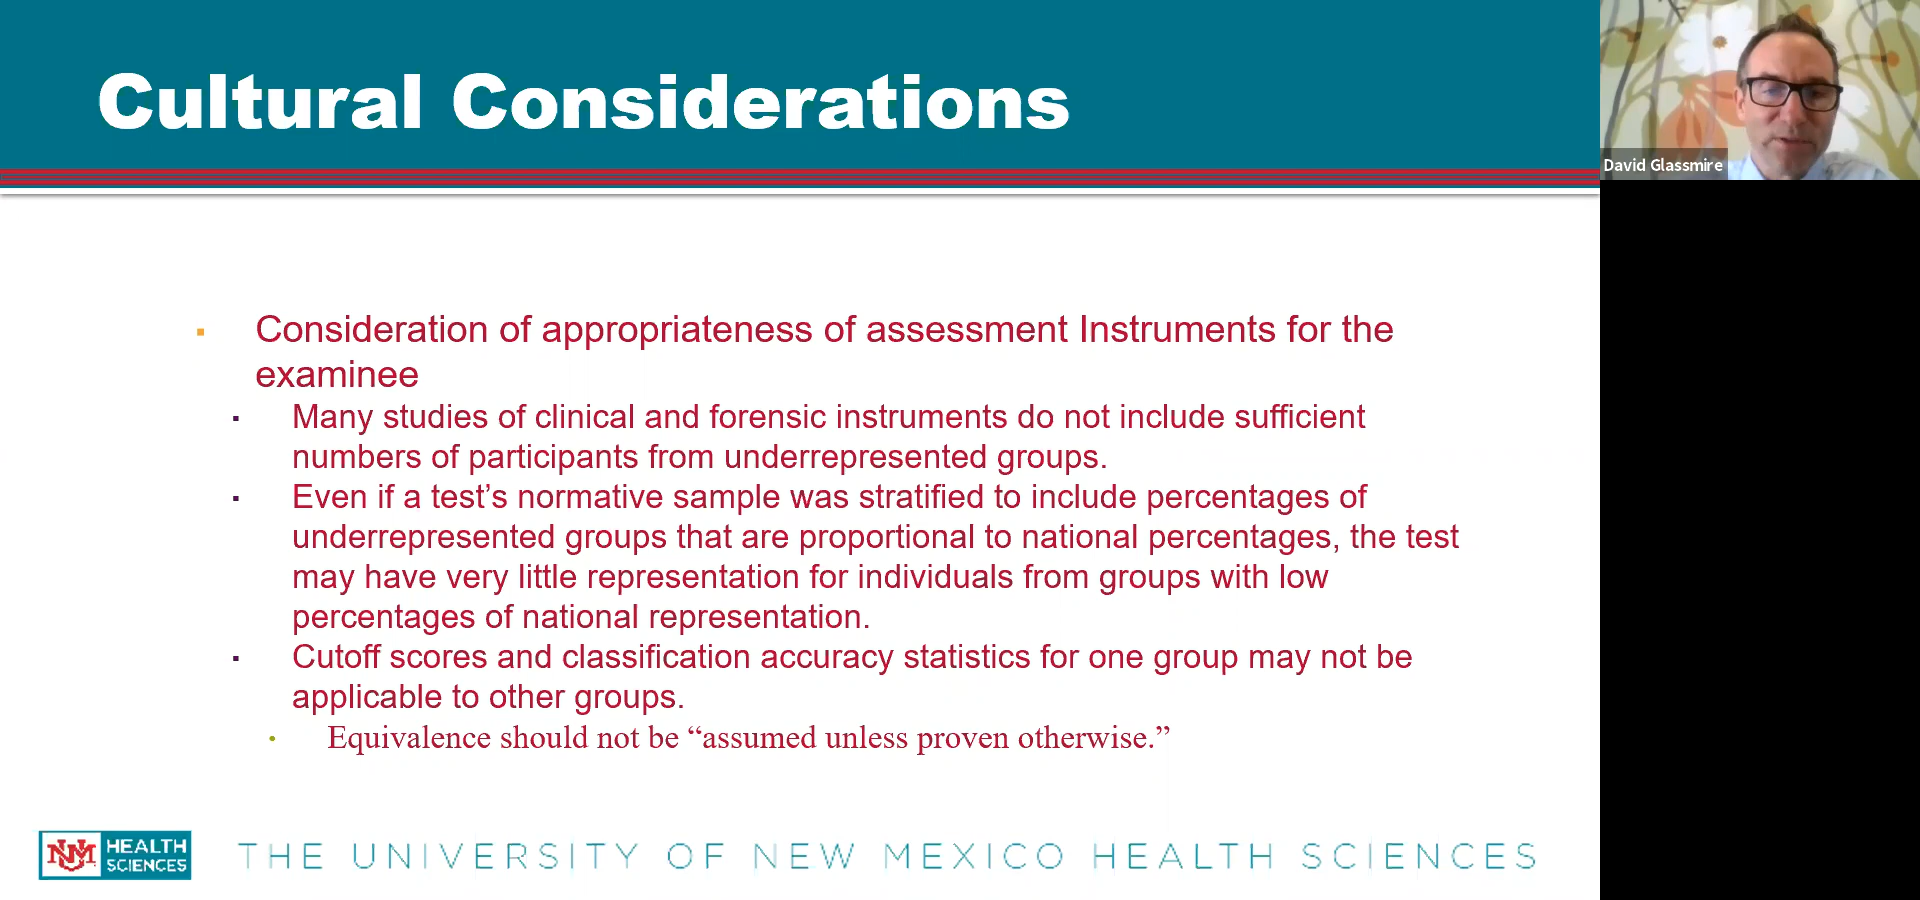 Cultural Considerations
David Glassmire
Consideration of appropriateness of assessment Instruments for the
examinee
Many studies of clinical and forensic instruments do not include sufficient
numbers of participants from underrepresented groups.
Even if a test’s normative sample was stratified to include percentages of
underrepresented groups that are proportional to national percentages, the test
may have very little representation for individuals from groups with low
percentages of national representation.
Cutoff scores and classification accuracy statistics for one group may not be
applicable to other groups.
Equivalence should not be “assumed unless proven otherwise.”
UNM HEALTH
SCIENCES
THE UNIVERSITY OF NEW MEXICO HEALTH SCIENCES